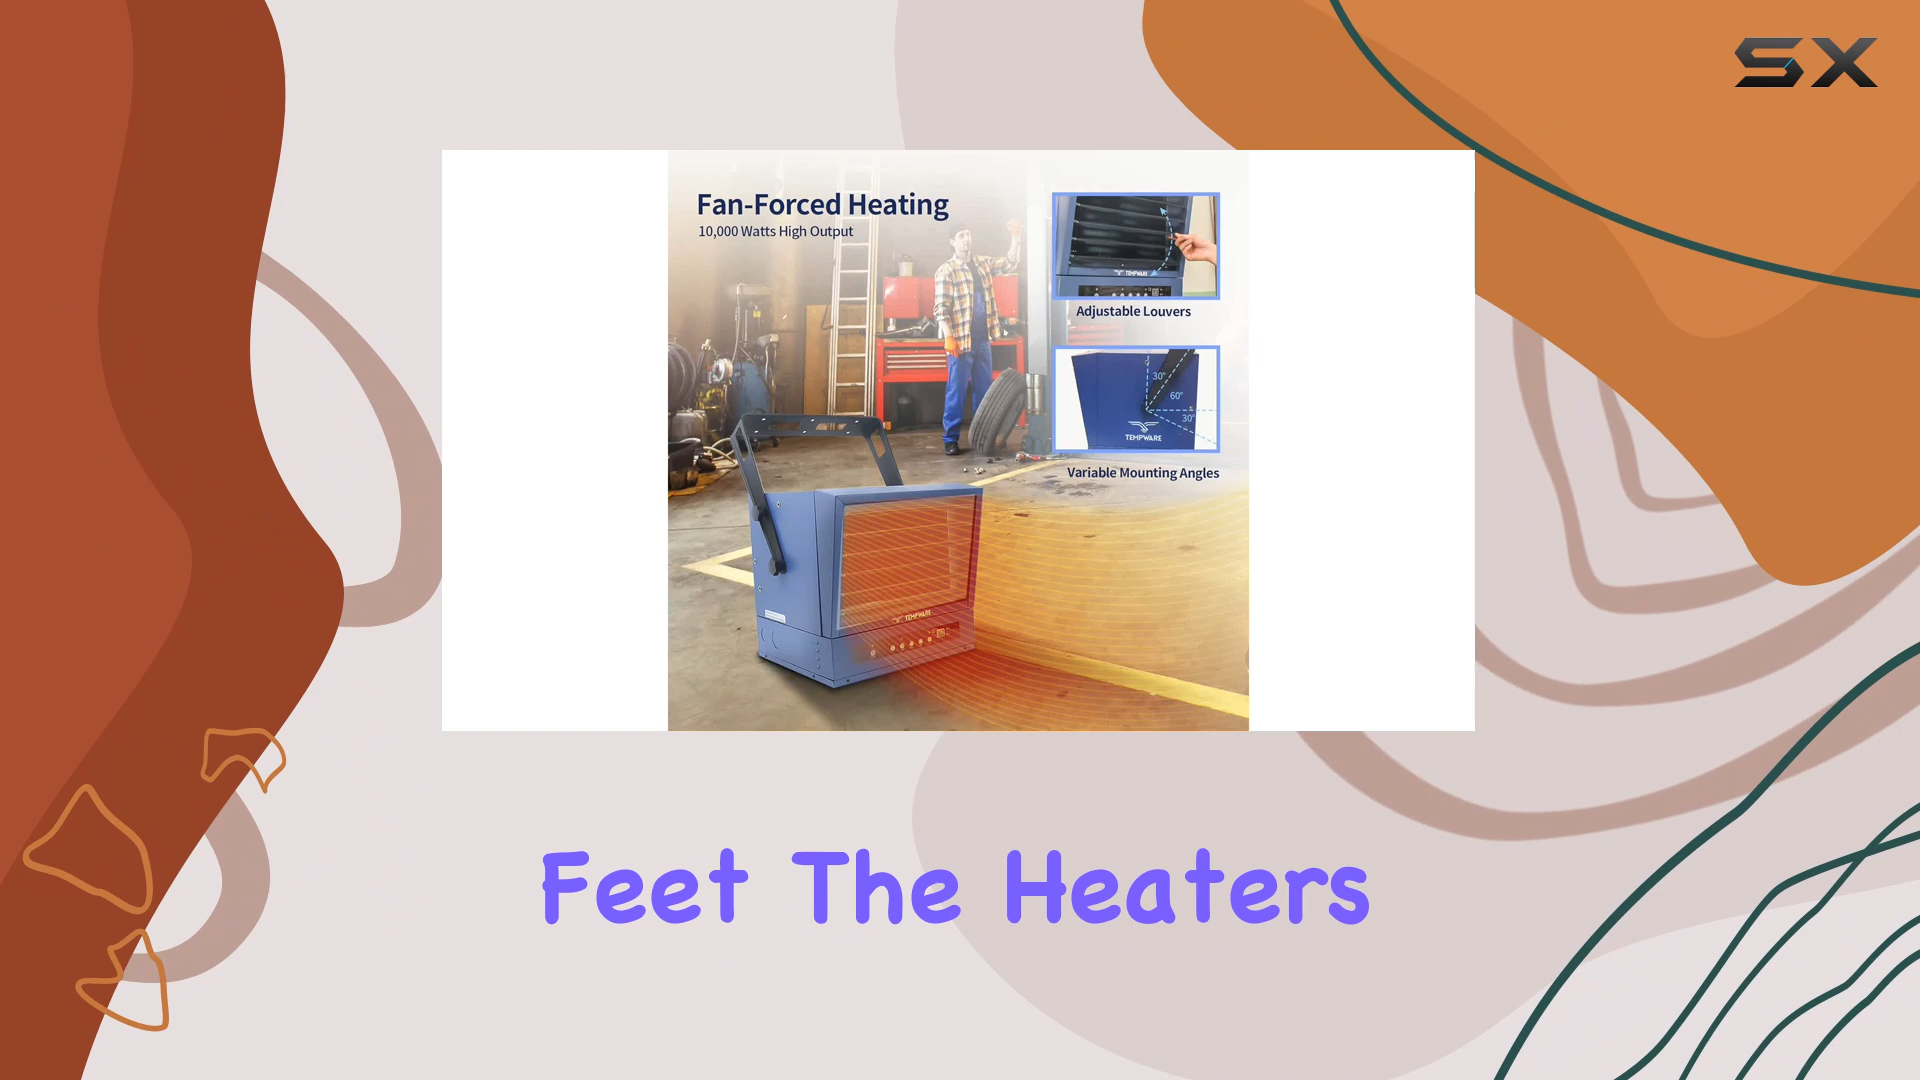 SX
Fan-Forced Heating
10,000 Watts High Output
TEMPWARE
Adjustable Louvers
30°
60°
30°
TEMPWARE
Variable Mounting Angles
TEMPWARE
Feet The Heaters